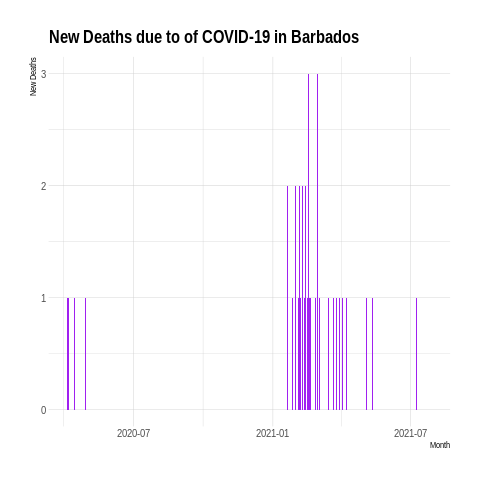 New Deaths due to of COVID-19 in Barbados
New Deaths
3
2
1
0
2020-07
2021-01
2021-07
Month